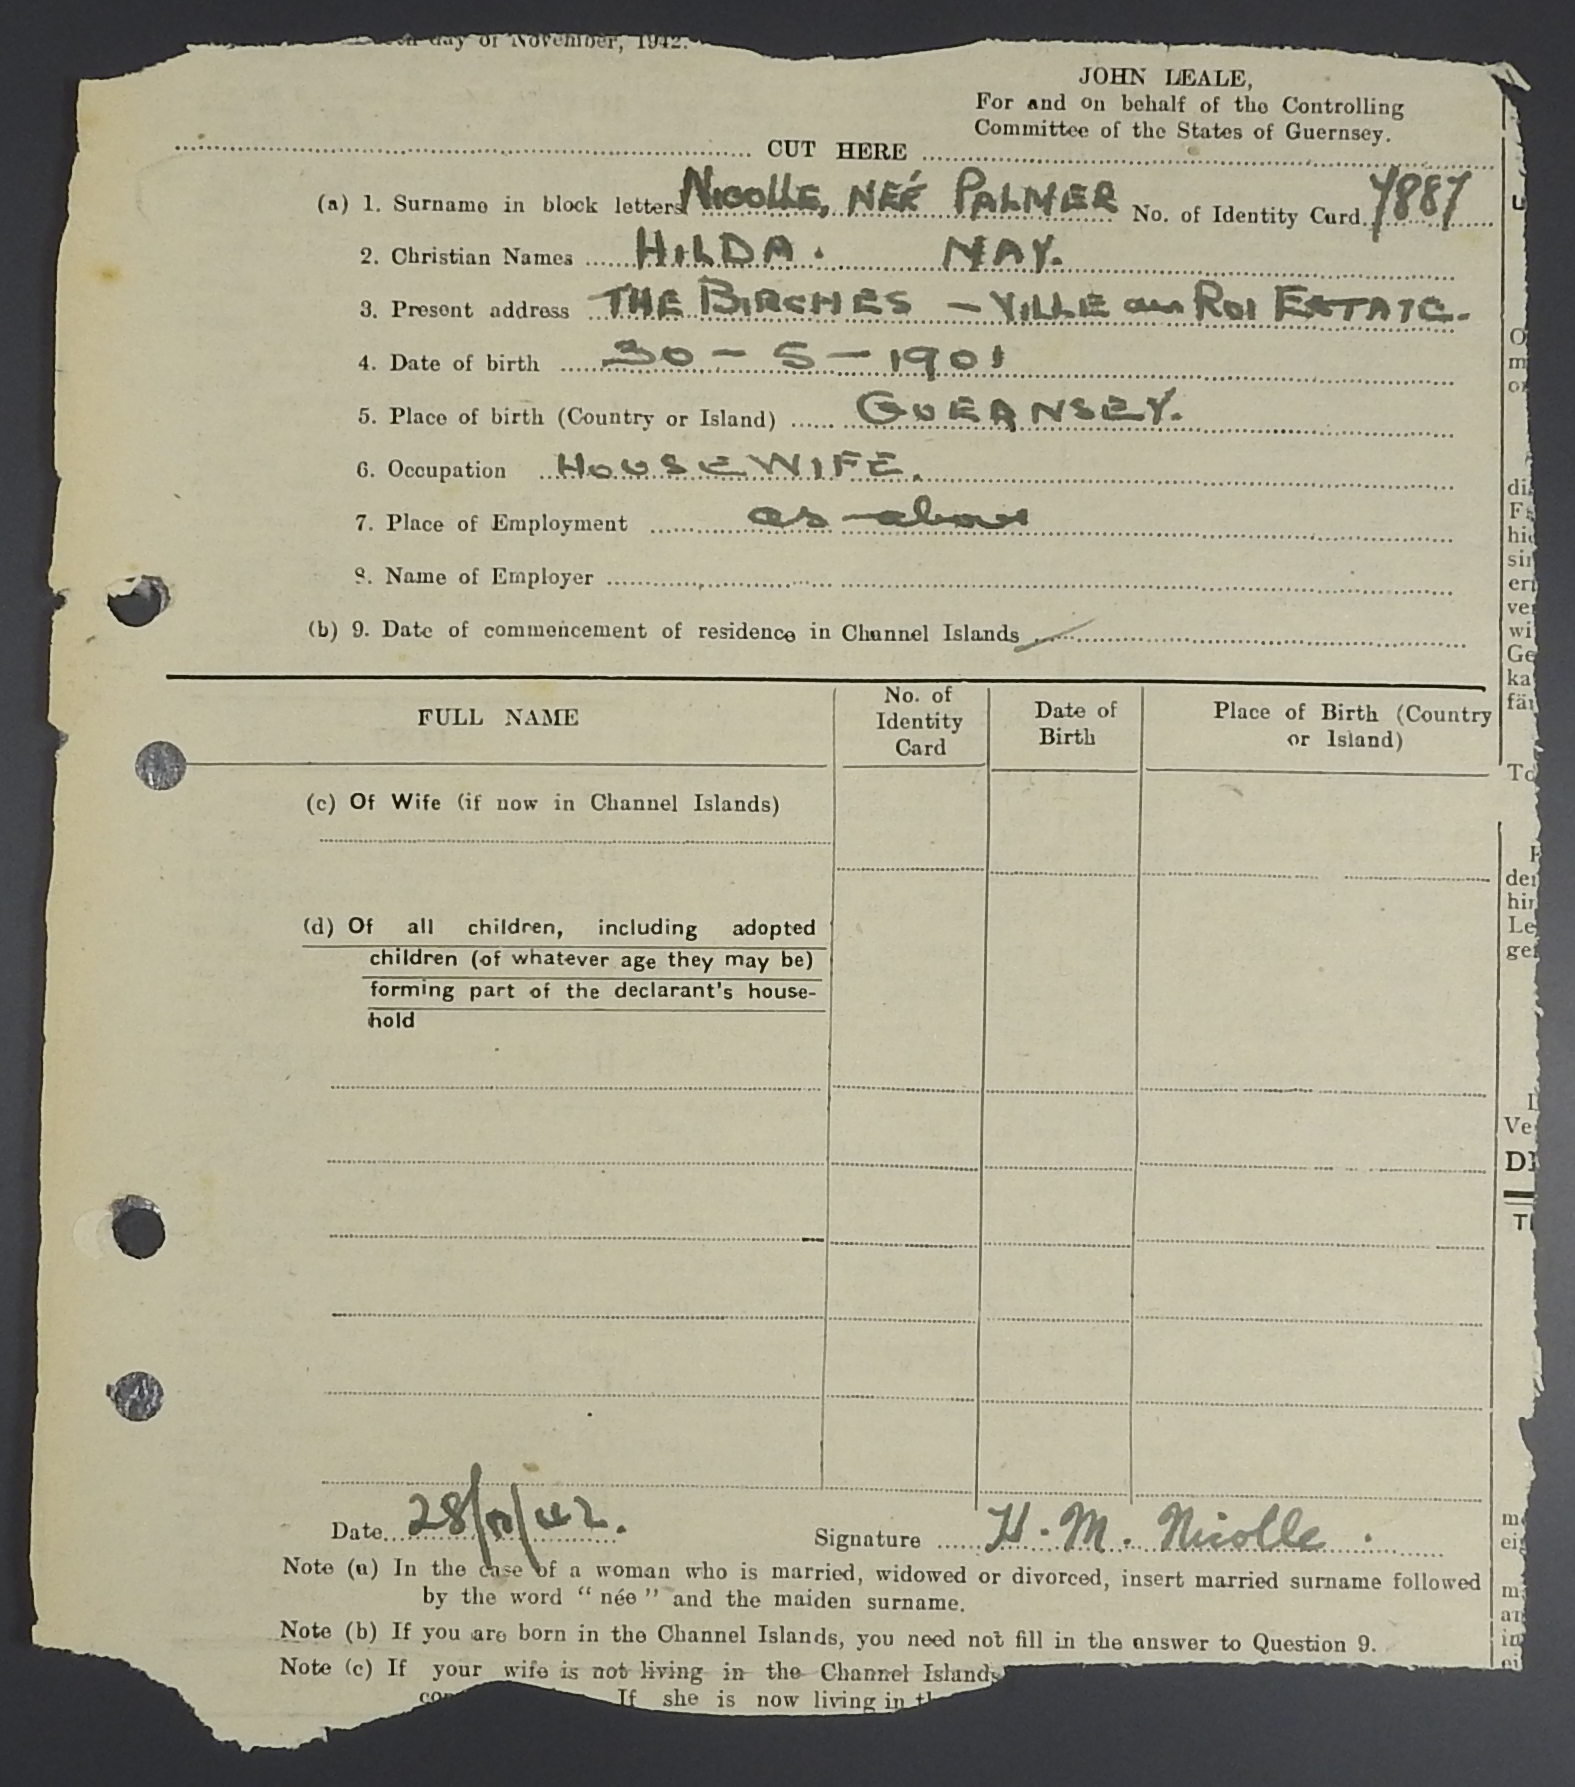 day of November, 1942.
JOHN LEALE,
For and on behalf of the Controlling
Committee of the States of Guernsey.
CUT HERE
(a) 1. Surname in block letters NICOLLE, NÉE PALMER No. of Identity Card 7887
2. Christian Names HILDA. MAY.
3. Present address THE BIRCHES - VILLE au ROI ESTATE.
4. Date of birth 30-5-1901
5. Place of birth (Country or Island) GUERNSEY.
6. Occupation HOUSEWIFE.
7. Place of Employment as above
8. Name of Employer
(b) 9. Date of commencement of residence in Channel Islands
FULL NAME
No. of Identity Card
Date of Birth
Place of Birth (Country or Island)
(c) Of Wife (if now in Channel Islands)
(d) Of all children, including adopted
children (of whatever age they may be)
forming part of the declarant's house-
hold
Date 28/11/42. Signature H. M. Nicolle.
Note (a) In the case of a woman who is married, widowed or divorced, insert married surname followed
by the word "née" and the maiden surname.
Note (b) If you are born in the Channel Islands, you need not fill in the answer to Question 9.
Note (c) If your wife is not living in the Channel Islands
If she is now living in